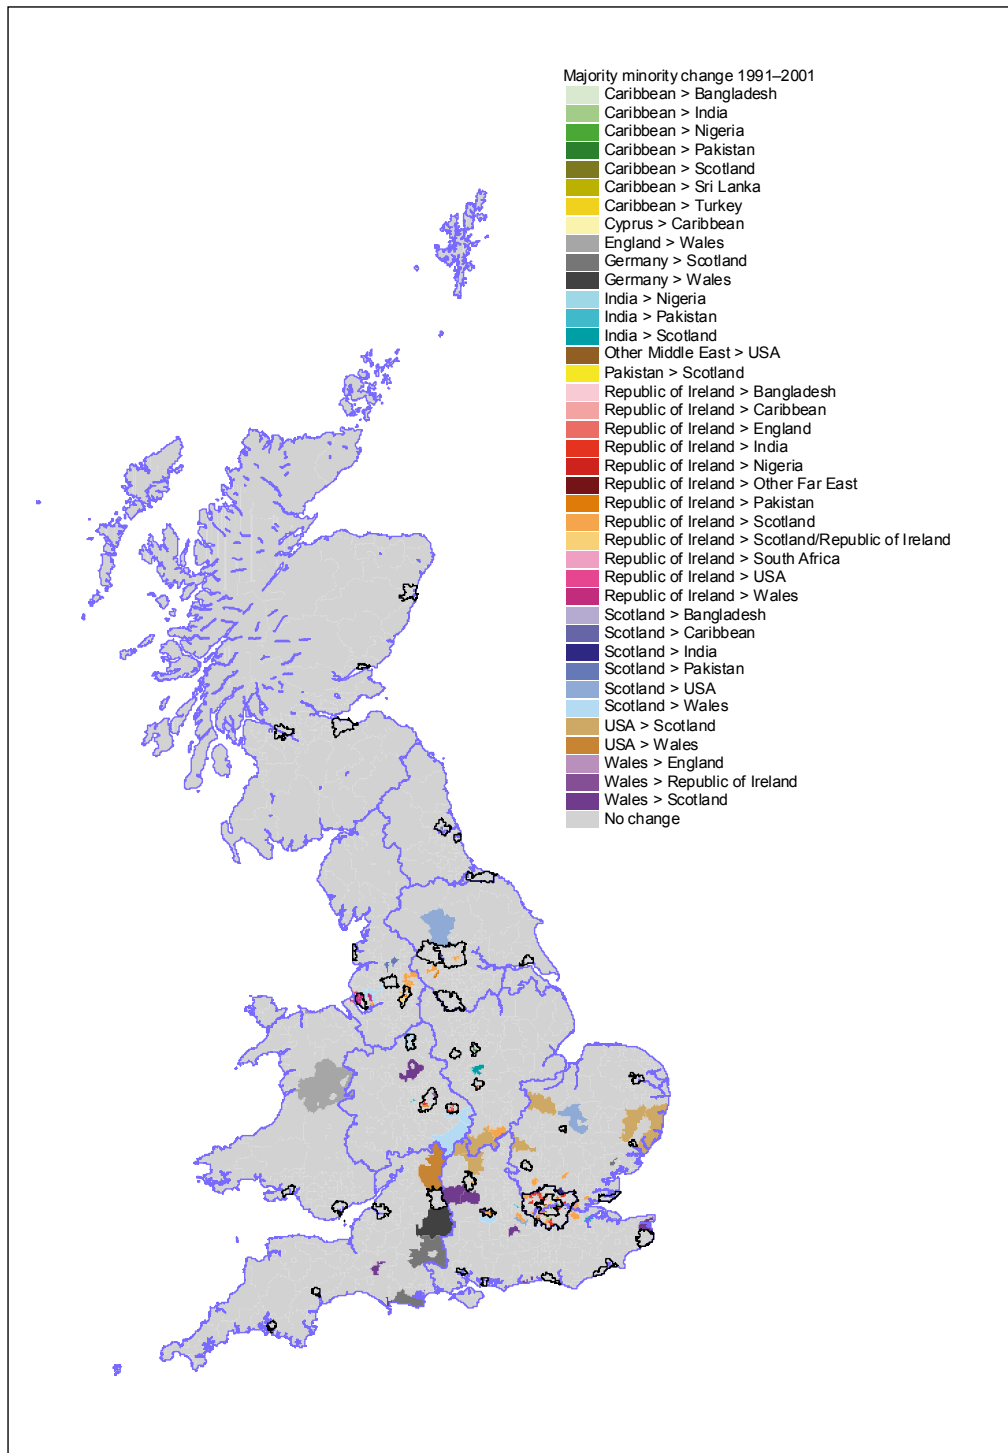 Majority minority change 1991–2001
Caribbean > Bangladesh
Caribbean > India
Caribbean > Nigeria
Caribbean > Pakistan
Caribbean > Scotland
Caribbean > Sri Lanka
Caribbean > Turkey
Cyprus > Caribbean
England > Wales
Germany > Scotland
Germany > Wales
India > Nigeria
India > Pakistan
India > Scotland
Other Middle East > USA
Pakistan > Scotland
Republic of Ireland > Bangladesh
Republic of Ireland > Caribbean
Republic of Ireland > England
Republic of Ireland > India
Republic of Ireland > Nigeria
Republic of Ireland > Other Far East
Republic of Ireland > Pakistan
Republic of Ireland > Scotland
Republic of Ireland > Scotland/Republic of Ireland
Republic of Ireland > South Africa
Republic of Ireland > USA
Republic of Ireland > Wales
Scotland > Bangladesh
Scotland > Caribbean
Scotland > India
Scotland > Pakistan
Scotland > USA
Scotland > Wales
USA > Scotland
USA > Wales
Wales > England
Wales > Republic of Ireland
Wales > Scotland
No change